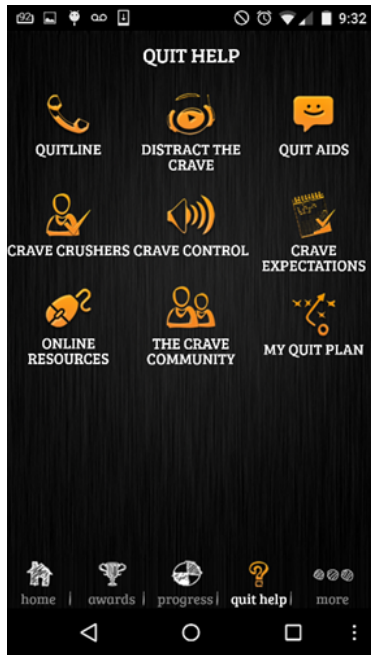 92 9:32
QUIT HELP
QUITLINE
DISTRACT THE
CRAVE
QUIT AIDS
CRAVE CRUSHERS
CRAVE CONTROL
CRAVE
EXPECTATIONS
ONLINE
RESOURCES
THE CRAVE
COMMUNITY
MY QUIT PLAN
home | awards | progress | quit help | more